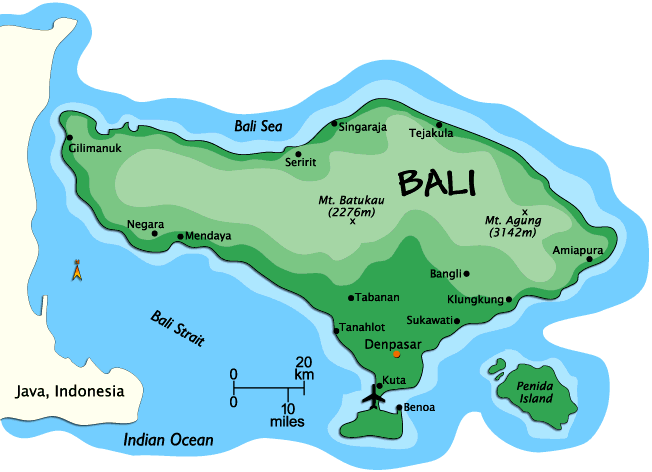 Bali Sea
Singaraja
Tejakula
Gilimanuk
Seririt
BALI
Mt. Batukau
(2276m)
x
x
Mt. Agung
(3142m)
Negara
Mendaya
Amiapura
Bangli
Tabanan
Klungkung
Bali Strait
Tanahlot
Sukawati
Denpasar
0
20
km
0
10
miles
Kuta
Benoa
Penida
Island
Java, Indonesia
Indian Ocean